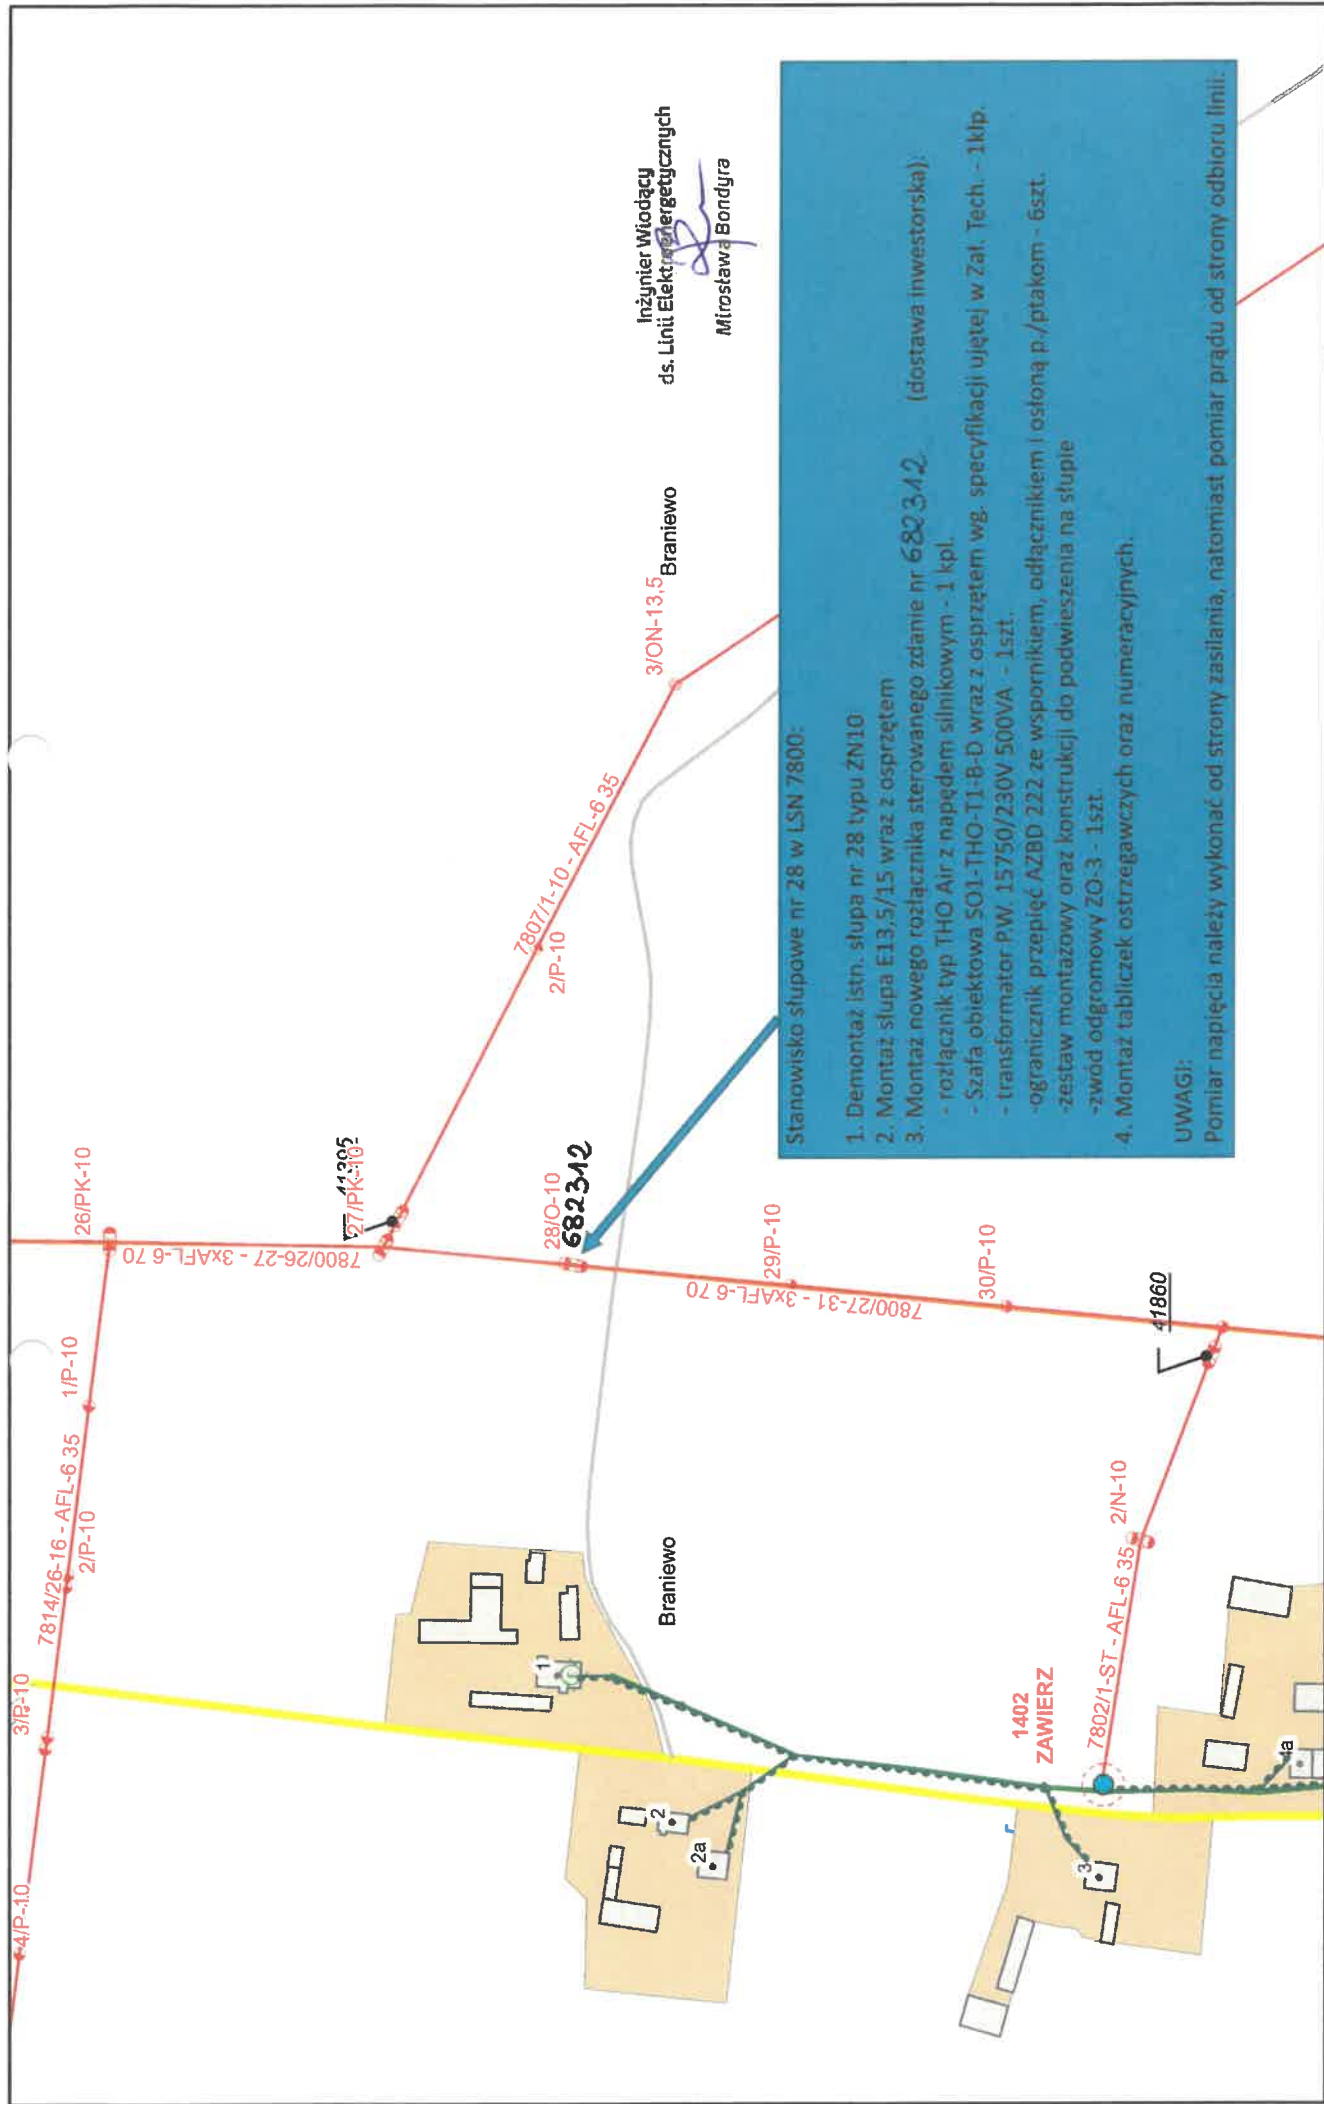 Inżynier Wiodący
ds. Linii Elektroenergetycznych
Mirosława Bondyra
Stanowisko słupowe nr 28 w LSN 7800:
1. Demontaż istn. słupa nr 28 typu ŻN10
2. Montaż słupa E13,5/15 wraz z osprzętem
3. Montaż nowego rozłącznika sterowanego zdanie nr 682312 (dostawa inwestorska):
- rozłącznik typ THO Air z napędem silnikowym - 1 kpl.
- Szafa obiektowa SO1-THO-T1-B-D wraz z osprzętem wg. specyfikacji ujętej w Zał. Tech. - 1klp.
- transformator PW. 15750/230V 500VA - 1szt.
-ogranicznik przepięć AZBD 222 ze wspornikiem, odłącznikiem i osłoną p./ptakom - 6szt.
-zestaw montażowy oraz konstrukcji do podwieszenia na słupie
-zwód odgromowy ZO-3 - 1szt.
4. Montaż tabliczek ostrzegawczych oraz numeracyjnych.
UWAGI:
Pomiar napięcia należy wykonać od strony zasilania, natomiast pomiar prądu od strony odbioru linii.
4/P-10
3/P-10
7814/26-16 - AFL-6 35
2/P-10
1/P-10
26/PK-10
7800/26-27 - 3xAFL-6 70
27/PK-10
7807/1-10 - AFL-6 35
2/P-10
3/ON-13,5
Braniewo
28/O-10
682312
7800/27-31 - 3xAFL-6 70
29/P-10
30/P-10
41860
2/N-10
7802/1-ST - AFL-6 35
1402
ZAWIERZ
Braniewo
1
2
2a
3
4a